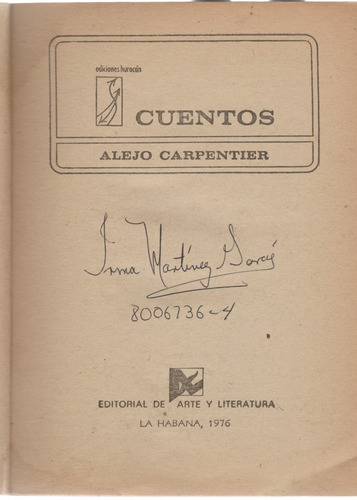 ediciones huracán
CUENTOS
ALEJO CARPENTIER
Irma Martínez García
8006736-4
EDITORIAL DE ARTE Y LITERATURA
LA HABANA, 1976